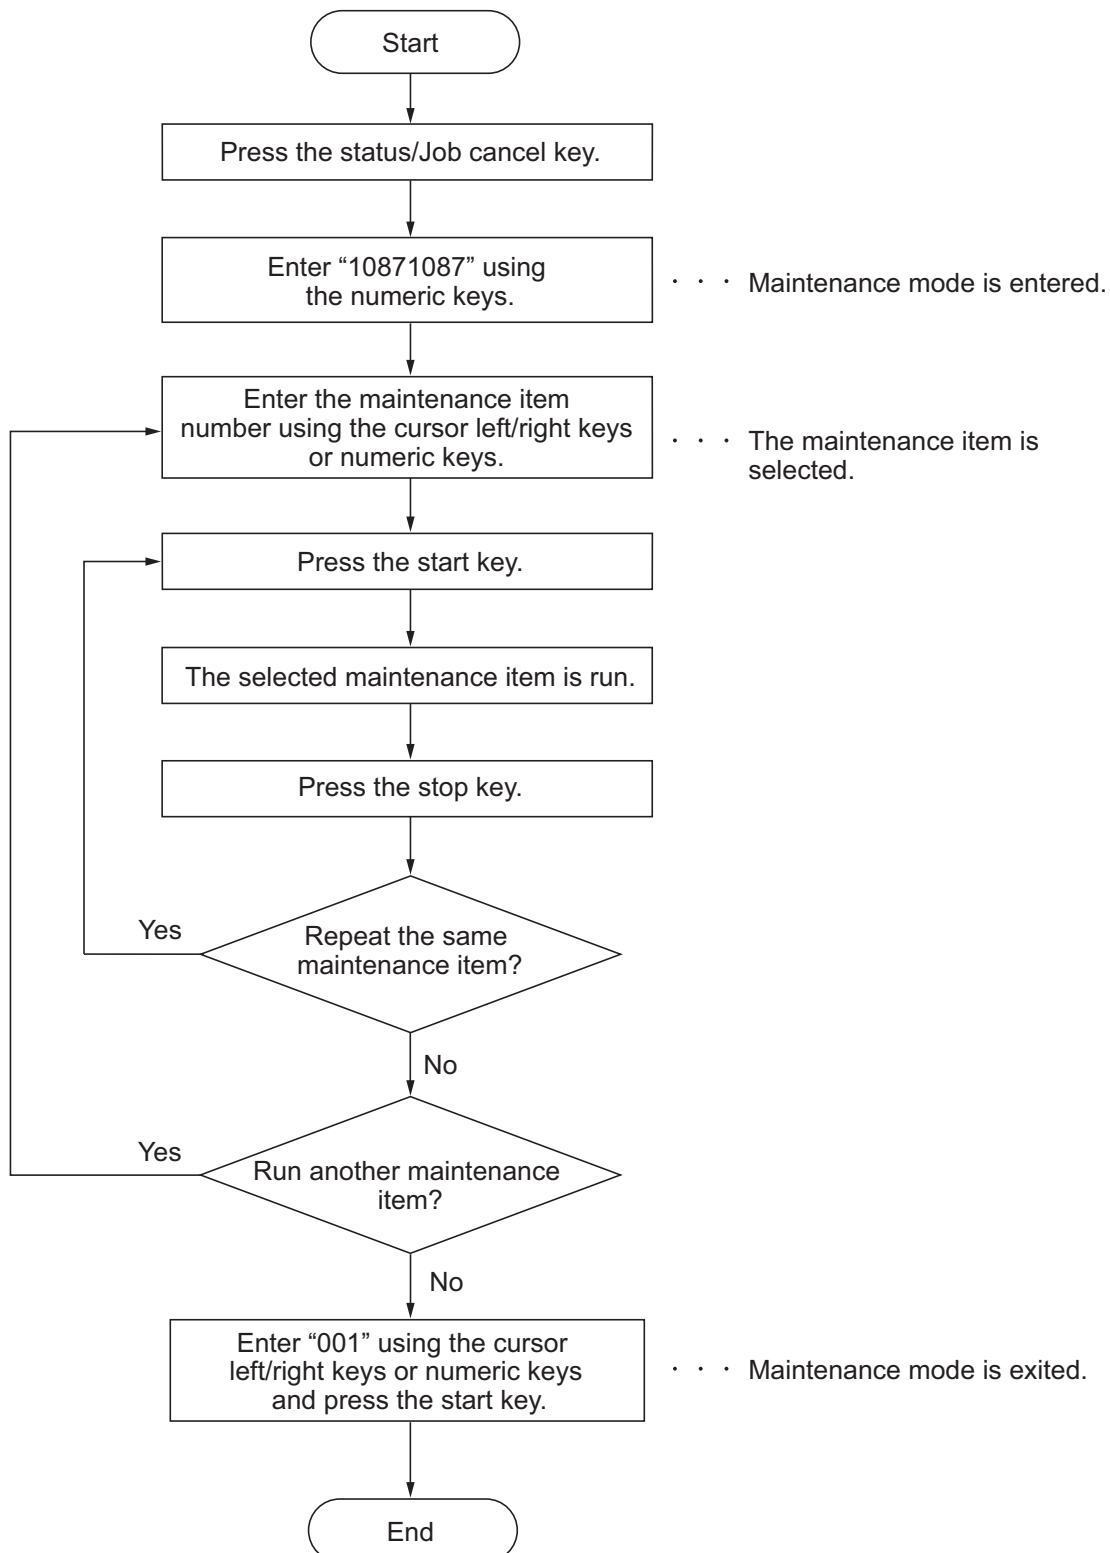 Start
Press the status/Job cancel key.
Enter “10871087” using
the numeric keys.
· · · Maintenance mode is entered.
Enter the maintenance item
number using the cursor left/right keys
or numeric keys.
· · · The maintenance item is
selected.
Press the start key.
The selected maintenance item is run.
Press the stop key.
Yes
Repeat the same
maintenance item?
No
Yes
Run another maintenance
item?
No
Enter “001” using the cursor
left/right keys or numeric keys
and press the start key.
· · · Maintenance mode is exited.
End